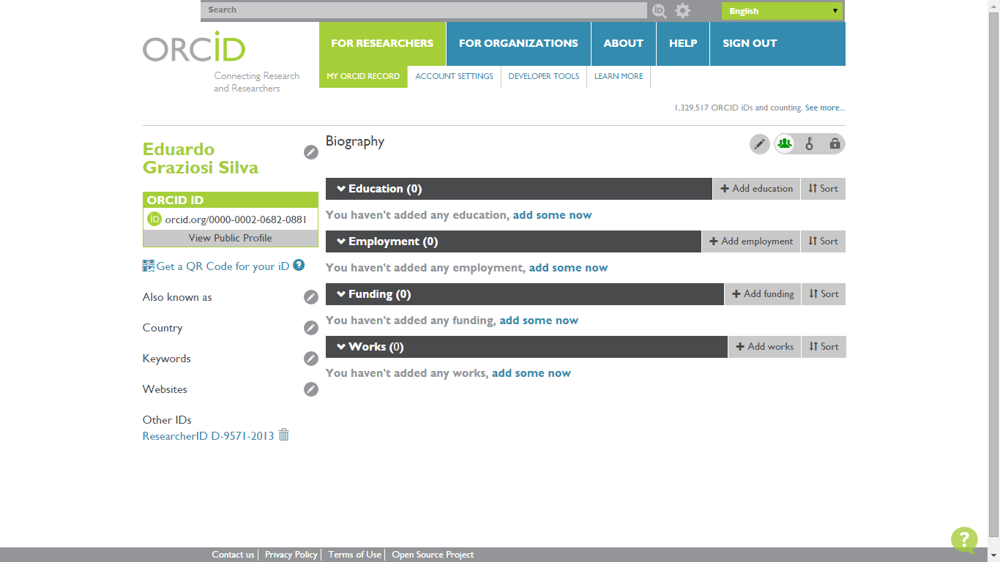 Search
English
ORCID
Connecting Research
and Researchers
FOR RESEARCHERS
FOR ORGANIZATIONS
ABOUT
HELP
SIGN OUT
MY ORCID RECORD
ACCOUNT SETTINGS
DEVELOPER TOOLS
LEARN MORE
1,329,517 ORCID iDs and counting. See more...
Eduardo
Graziosi Silva
ORCID ID
iD orcid.org/0000-0002-0682-0881
View Public Profile
Get a QR Code for your iD ?
Also known as
Country
Keywords
Websites
Other IDs
ResearcherID D-9571-2013
Biography
Education (0) Add education Sort
You haven't added any education, add some now
Employment (0) Add employment Sort
You haven't added any employment, add some now
Funding (0) Add funding Sort
You haven't added any funding, add some now
Works (0) Add works Sort
You haven't added any works, add some now
?
Contact us Privacy Policy Terms of Use Open Source Project